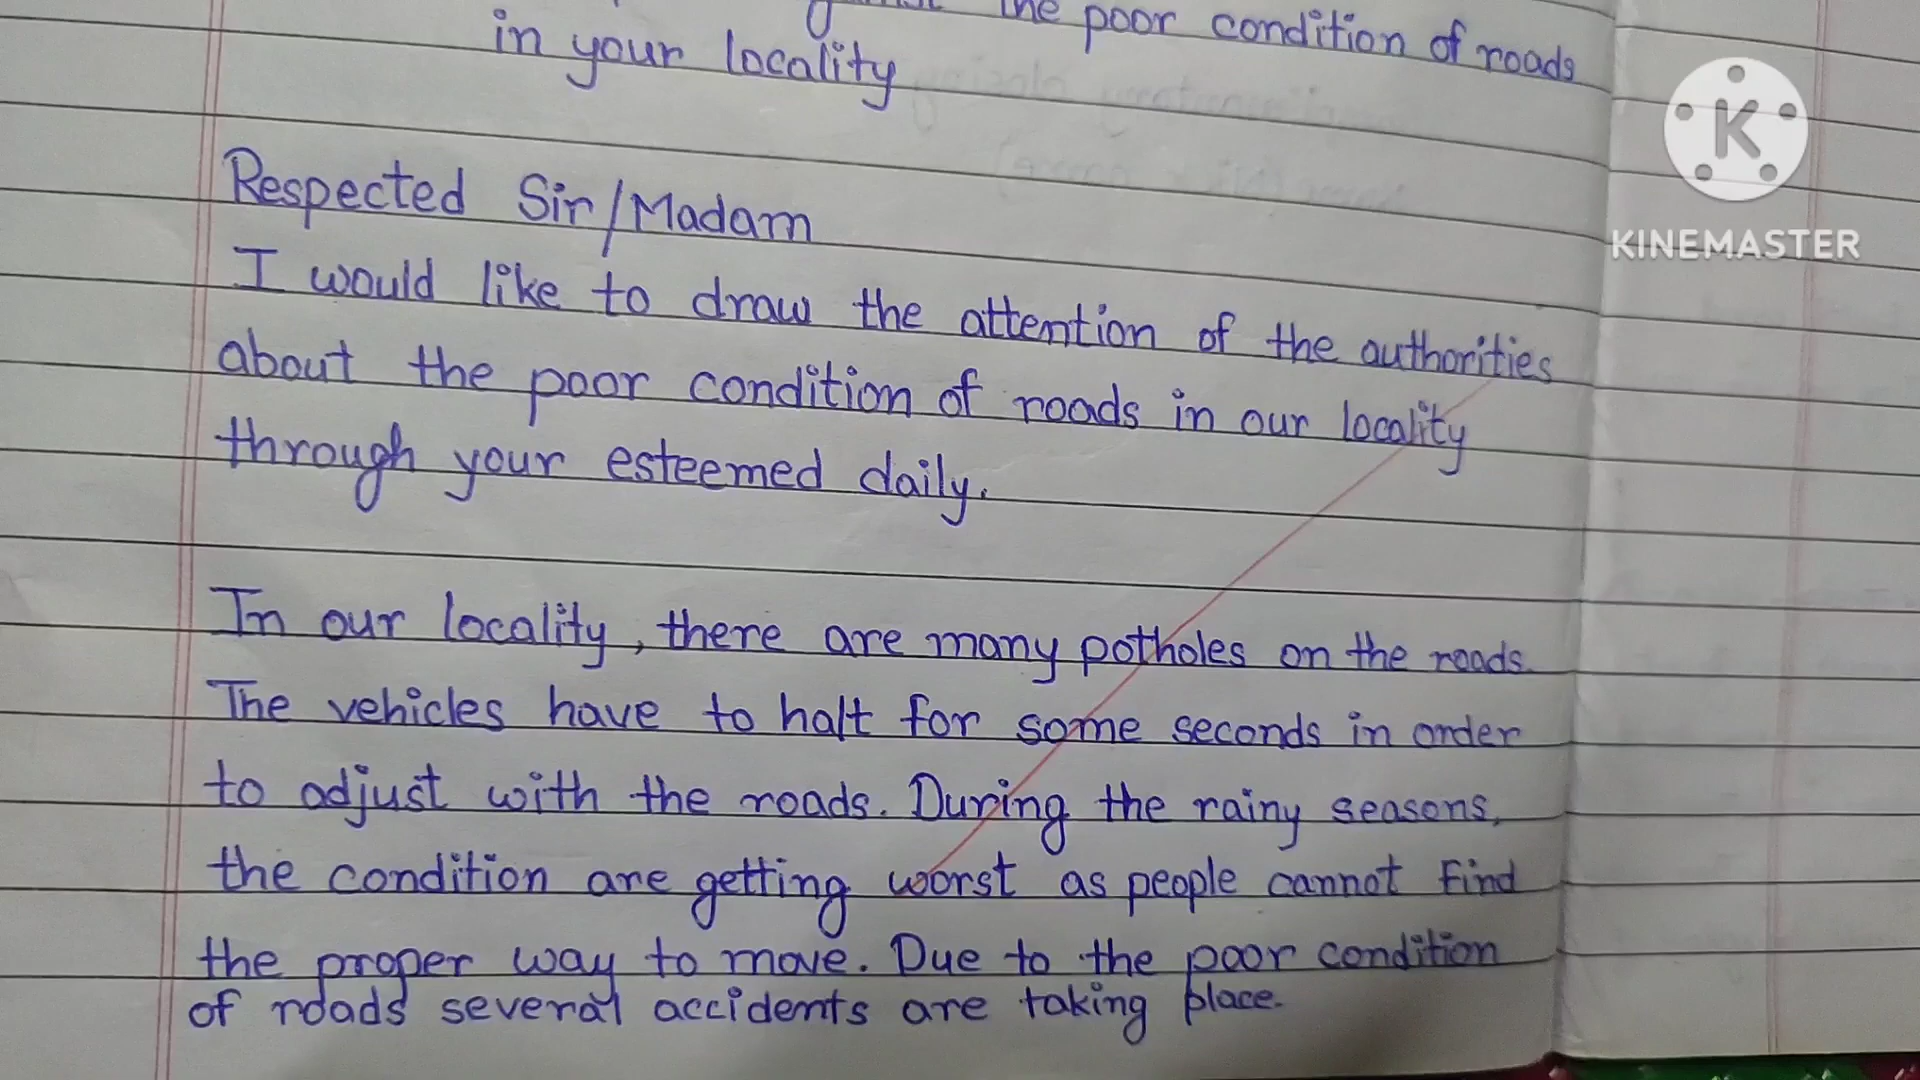 the poor condition of roads
in your locality
K
KINEMASTER
Respected Sir/Madam
I would like to draw the attention of the authorities
about the poor condition of roads in our locality
through your esteemed daily.
In our locality, there are many potholes on the roads.
The vehicles have to halt for some seconds in order
to adjust with the roads. During the rainy seasons,
the condition are getting worst as people cannot find
the proper way to move. Due to the poor condition
of roads several accidents are taking place.